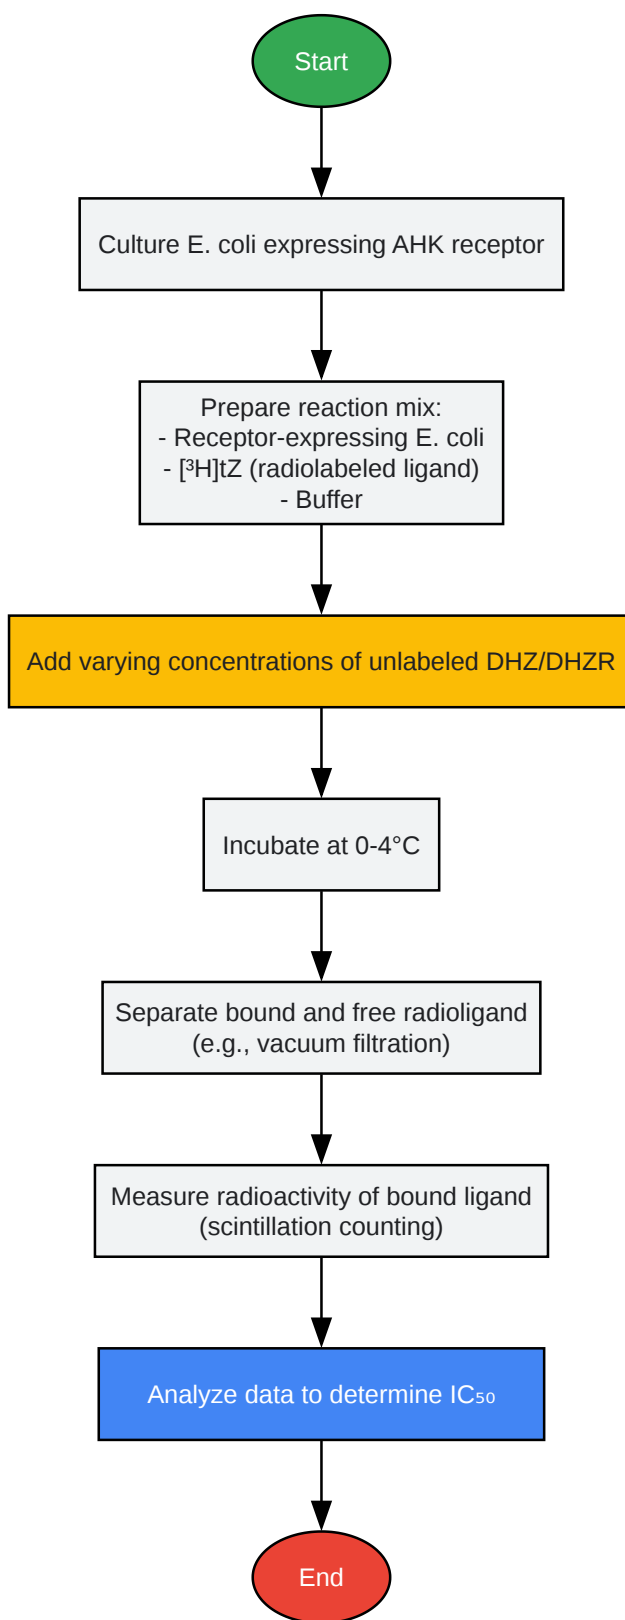 Start
Culture E. coli expressing AHK receptor
Prepare reaction mix:
- Receptor-expressing E. coli
- [³H]tZ (radiolabeled ligand)
- Buffer
Add varying concentrations of unlabeled DHZ/DHZR
Incubate at 0-4°C
Separate bound and free radioligand
(e.g., vacuum filtration)
Measure radioactivity of bound ligand
(scintillation counting)
Analyze data to determine IC₅₀
End